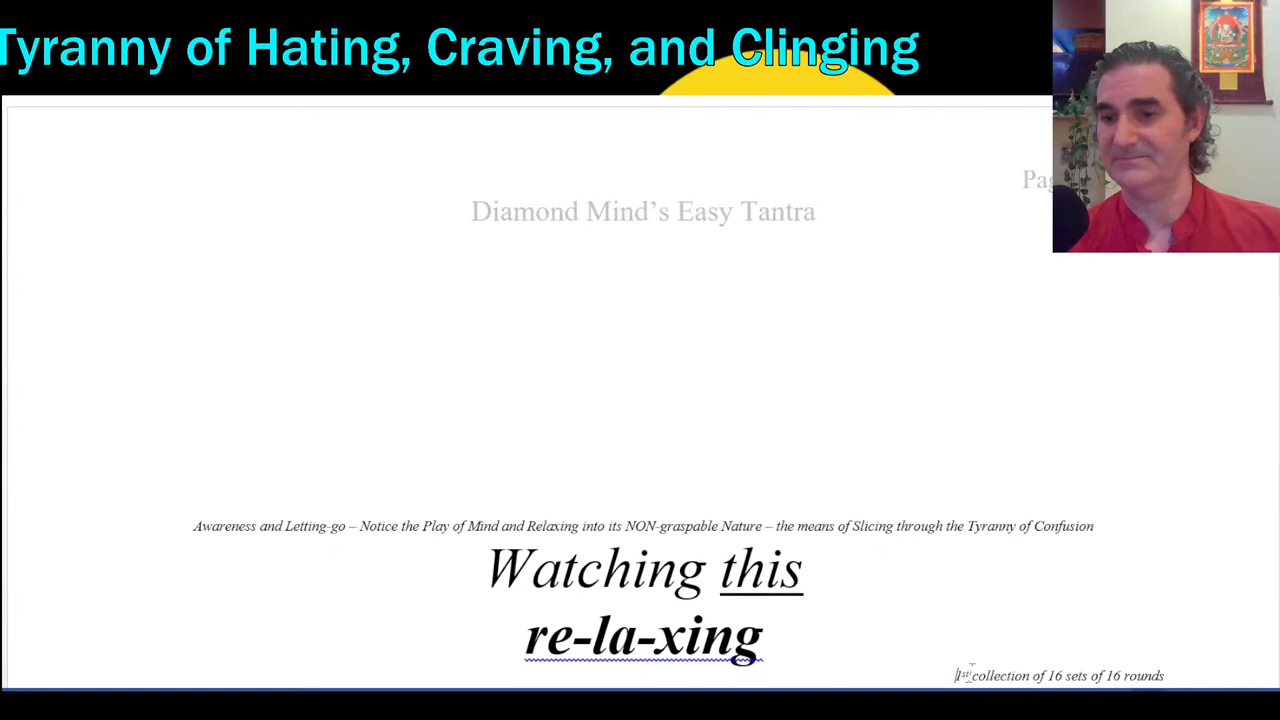 Tyranny of Hating, Craving, and Clinging
Diamond Mind's Easy Tantra
Awareness and Letting-go – Notice the Play of Mind and Relaxing into its NON-graspable Nature – the means of Slicing through the Tyranny of Confusion
Watching this
re-la-xing
1st collection of 16 sets of 16 rounds